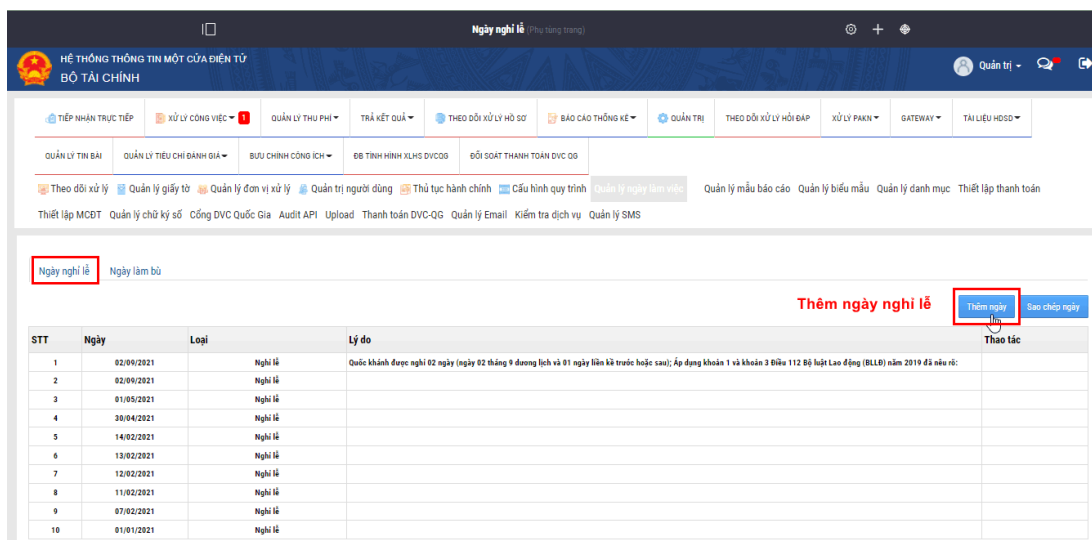 Ngày nghỉ lễ (Phụ tùng trang)
HỆ THỐNG THÔNG TIN MỘT CỬA ĐIỆN TỬ
BỘ TÀI CHÍNH
Quản trị
TIẾP NHẬN TRỰC TIẾP XỬ LÝ CÔNG VIỆC 1 QUẢN LÝ THU PHÍ TRẢ KẾT QUẢ THEO DÕI XỬ LÝ HỒ SƠ BÁO CÁO THỐNG KÊ QUẢN TRỊ THEO DÕI XỬ LÝ HỎI ĐÁP XỬ LÝ PAKN GATEWAY TÀI LIỆU HDSD
QUẢN LÝ TIN BÀI QUẢN LÝ TIÊU CHÍ ĐÁNH GIÁ BƯU CHÍNH CÔNG ÍCH ĐB TÌNH HÌNH XLHS DVCQG ĐỐI SOÁT THANH TOÁN DVC QG
Theo dõi xử lý Quản lý giấy tờ Quản lý đơn vị xử lý Quản trị người dùng Thủ tục hành chính Cấu hình quy trình Quản lý ngày làm việc Quản lý mẫu báo cáo Quản lý biểu mẫu Quản lý danh mục Thiết lập thanh toán
Thiết lập MCĐT Quản lý chữ ký số Cổng DVC Quốc Gia Audit API Upload Thanh toán DVC-QG Quản lý Email Kiểm tra dịch vụ Quản lý SMS
Ngày nghỉ lễ Ngày làm bù
Thêm ngày nghỉ lễ Thêm ngày Sao chép ngày
STT Ngày Loại Lý do Thao tác
1 02/09/2021 Nghỉ lễ Quốc khánh được nghỉ 02 ngày (ngày 02 tháng 9 dương lịch và 01 ngày liền kề trước hoặc sau); Áp dụng khoản 1 và khoản 3 Điều 112 Bộ luật Lao động (BLLĐ) năm 2019 đã nêu rõ:
2 02/09/2021 Nghỉ lễ
3 01/05/2021 Nghỉ lễ
4 30/04/2021 Nghỉ lễ
5 14/02/2021 Nghỉ lễ
6 13/02/2021 Nghỉ lễ
7 12/02/2021 Nghỉ lễ
8 11/02/2021 Nghỉ lễ
9 07/02/2021 Nghỉ lễ
10 01/01/2021 Nghỉ lễ